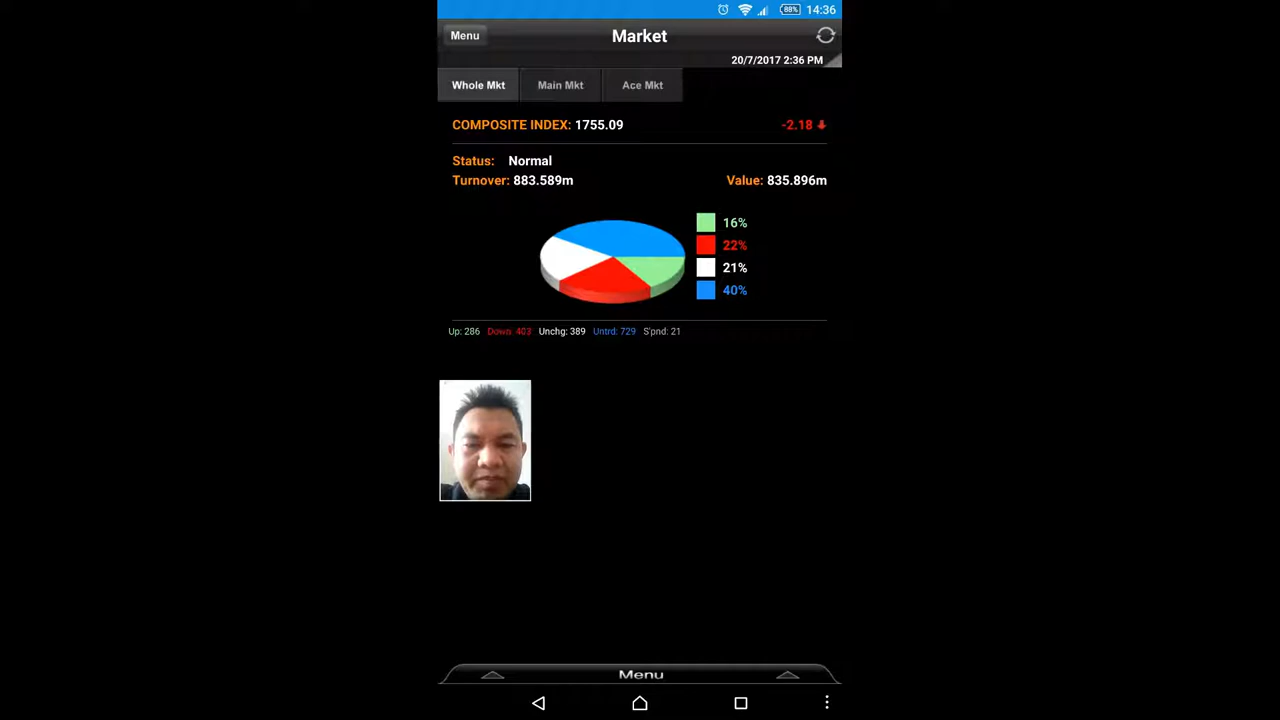 88% 14:36
Menu Market
20/7/2017 2:36 PM
Whole Mkt Main Mkt Ace Mkt
COMPOSITE INDEX: 1755.09 -2.18
Status: Normal
Turnover: 883.589m Value: 835.896m
16%
22%
21%
40%
Up: 286 Down: 403 Unchg: 389 Untrd: 729 S'pnd: 21
Menu